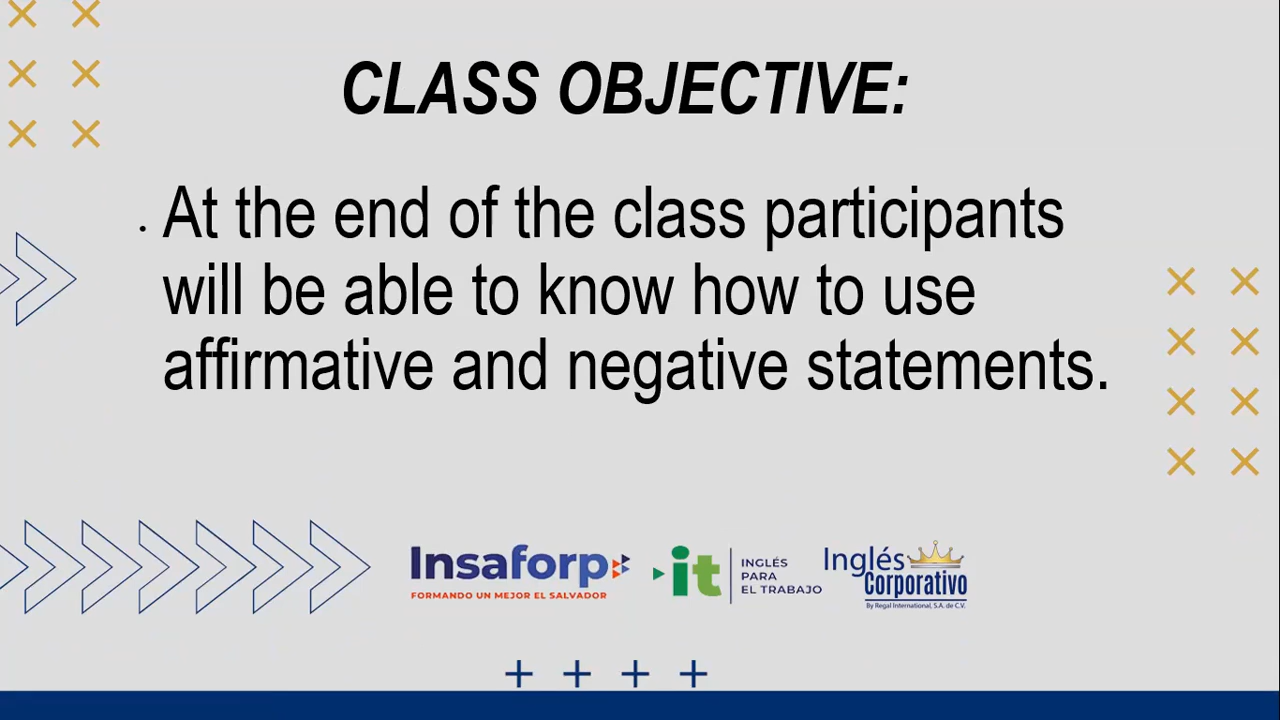 CLASS OBJECTIVE:
. At the end of the class participants
will be able to know how to use
affirmative and negative statements.
Insaforp
FORMANDO UN MEJOR EL SALVADOR
it
INGLÉS
PARA
EL TRABAJO
Inglés
Corporativo
By Regal International, S.A. de C.V.